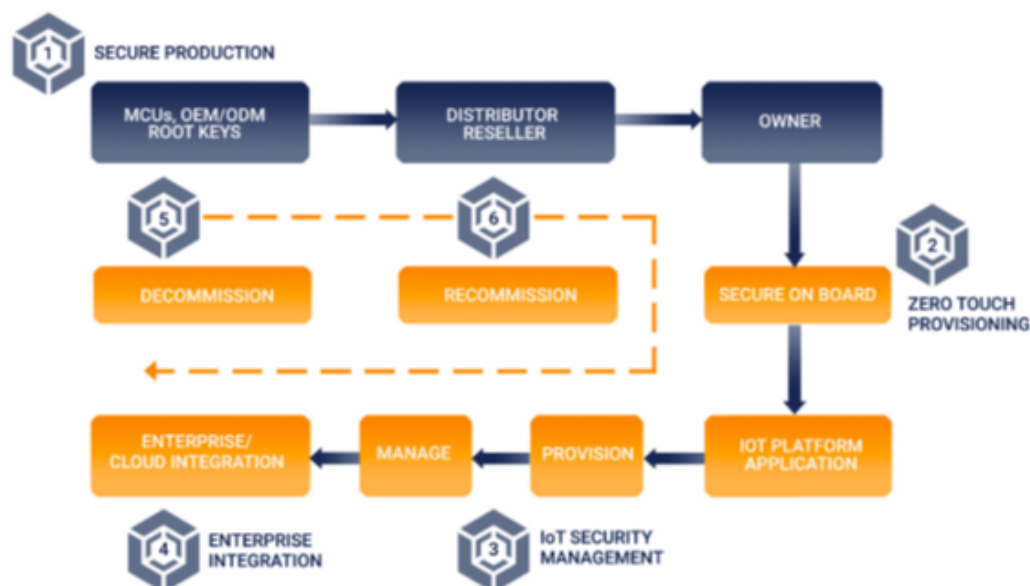 1
SECURE PRODUCTION
MCUs, OEM/ODM
ROOT KEYS
DISTRIBUTOR
RESELLER
OWNER
5
6
2
DECOMMISSION
RECOMMISSION
SECURE ON BOARD
ZERO TOUCH
PROVISIONING
ENTERPRISE/
CLOUD INTEGRATION
MANAGE
PROVISION
IOT PLATFORM
APPLICATION
4
ENTERPRISE
INTEGRATION
3
IoT SECURITY
MANAGEMENT